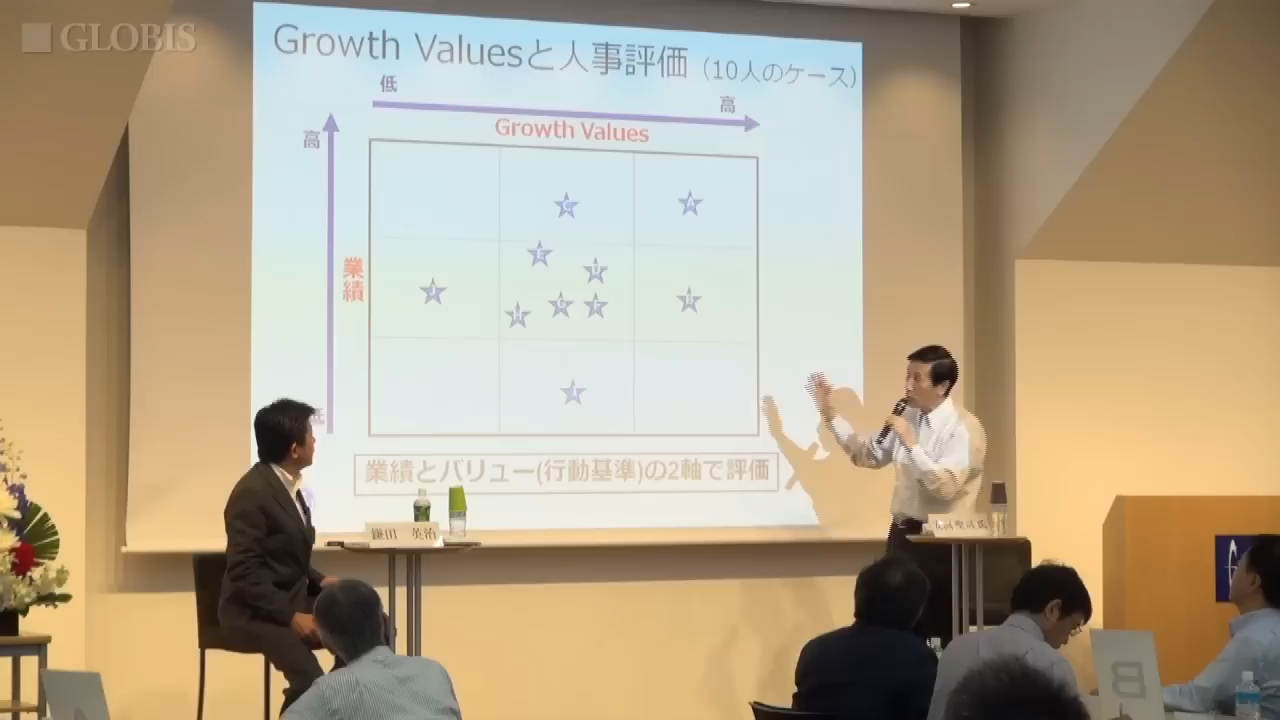 GLOBIS
Growth Valuesと人事評価（10人のケース）
低
高
Growth Values
高
業績
低
C
A
E
J
G
F
I
業績とバリュー(行動基準)の2軸で評価
鎌田 英治
B